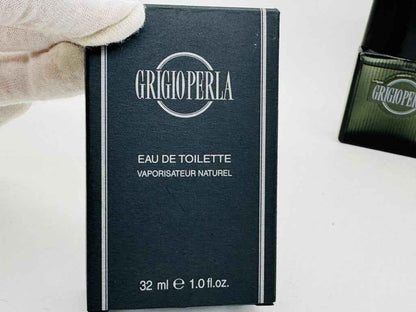 GRIGIOPERLA
EAU DE TOILETTE
VAPORISATEUR NATUREL
32 ml ℮ 1.0 fl.oz.
GRIGIOPERLA